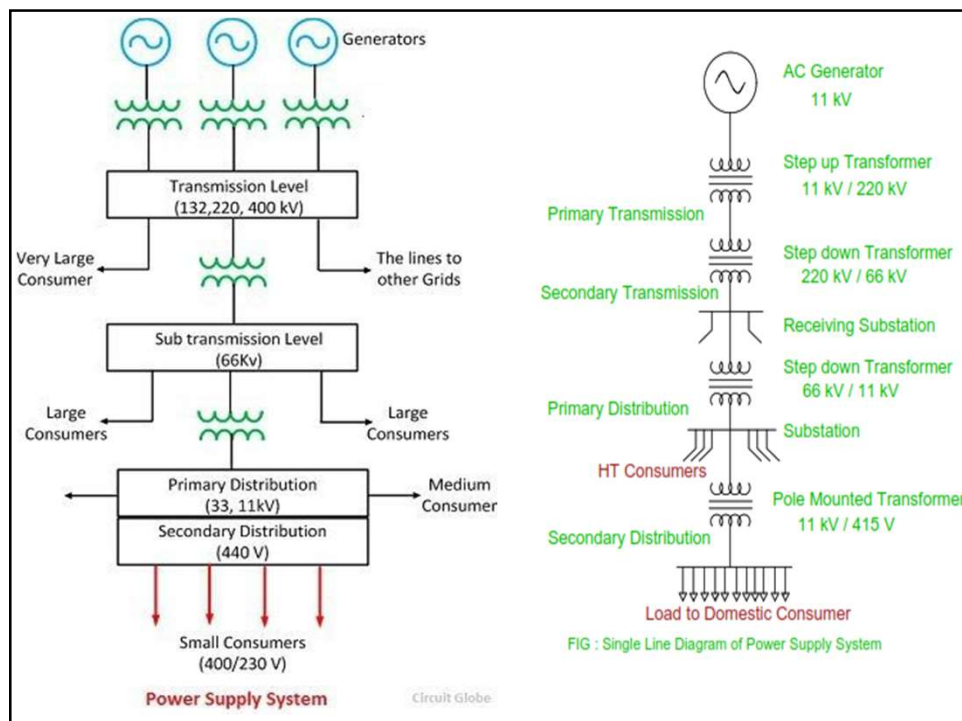 Generators
Transmission Level
(132,220, 400 kV)
Very Large
Consumer
The lines to
other Grids
Sub transmission Level
(66Kv)
Large
Consumers
Large
Consumers
Primary Distribution
(33, 11kV)
Medium
Consumer
Secondary Distribution
(440 V)
Small Consumers
(400/230 V)
Power Supply System
Circuit Globe
AC Generator
11 kV
Step up Transformer
11 kV / 220 kV
Primary Transmission
Step down Transformer
220 kV / 66 kV
Secondary Transmission
Receiving Substation
Step down Transformer
66 kV / 11 kV
Primary Distribution
Substation
HT Consumers
Pole Mounted Transformer
11 kV / 415 V
Secondary Distribution
Load to Domestic Consumer
FIG : Single Line Diagram of Power Supply System